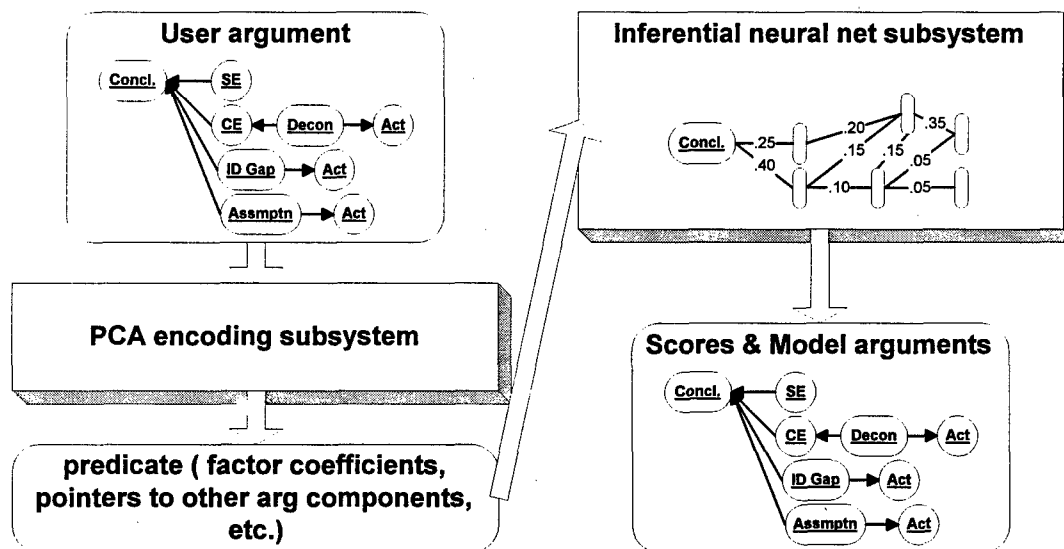 User argument
Concl.
SE
CE
Decon
Act
ID Gap
Act
Assmptn
Act
PCA encoding subsystem
predicate ( factor coefficients,
pointers to other arg components,
etc.)
Inferential neural net subsystem
Concl.
.25
.20
.35
.40
.15
.15
.05
.10
.05
Scores & Model arguments
Concl.
SE
CE
Decon
Act
ID Gap
Act
Assmptn
Act